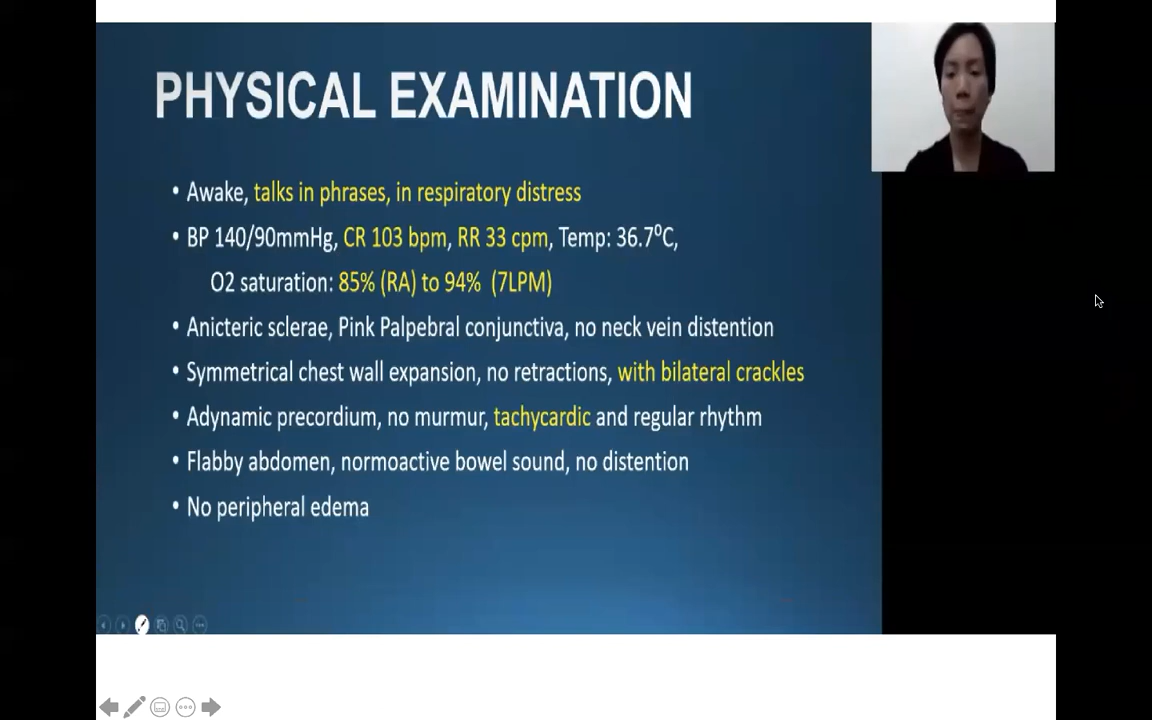 PHYSICAL EXAMINATION
• Awake, talks in phrases, in respiratory distress
• BP 140/90mmHg, CR 103 bpm, RR 33 cpm, Temp: 36.7⁰C,
O2 saturation: 85% (RA) to 94% (7LPM)
• Anicteric sclerae, Pink Palpebral conjunctiva, no neck vein distention
• Symmetrical chest wall expansion, no retractions, with bilateral crackles
• Adynamic precordium, no murmur, tachycardic and regular rhythm
• Flabby abdomen, normoactive bowel sound, no distention
• No peripheral edema